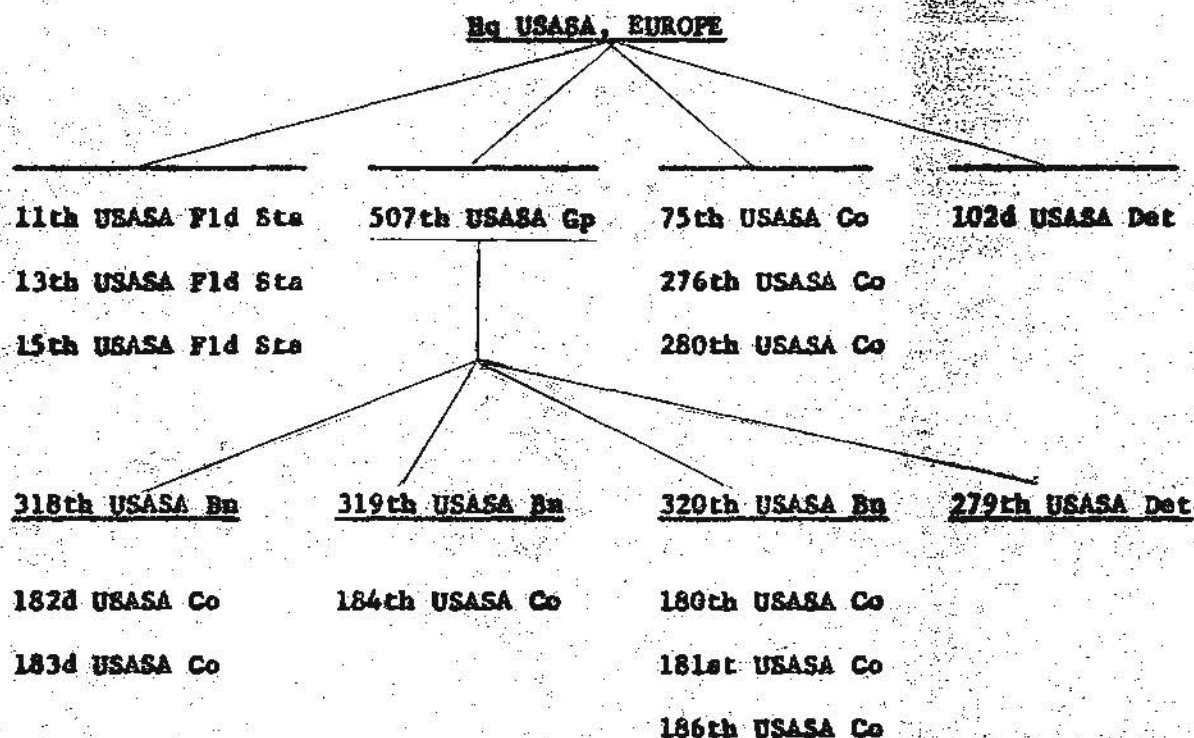 Hq USASA, EUROPE
11th USASA Fld Sta 507th USASA Gp 75th USASA Co 102d USASA Det
13th USASA Fld Sta 276th USASA Co
15th USASA Fld Sta 280th USASA Co
318th USASA Bn 319th USASA Bn 320th USASA Bn 279th USASA Det
182d USASA Co 184th USASA Co 180th USASA Co
183d USASA Co 181st USASA Co
186th USASA Co